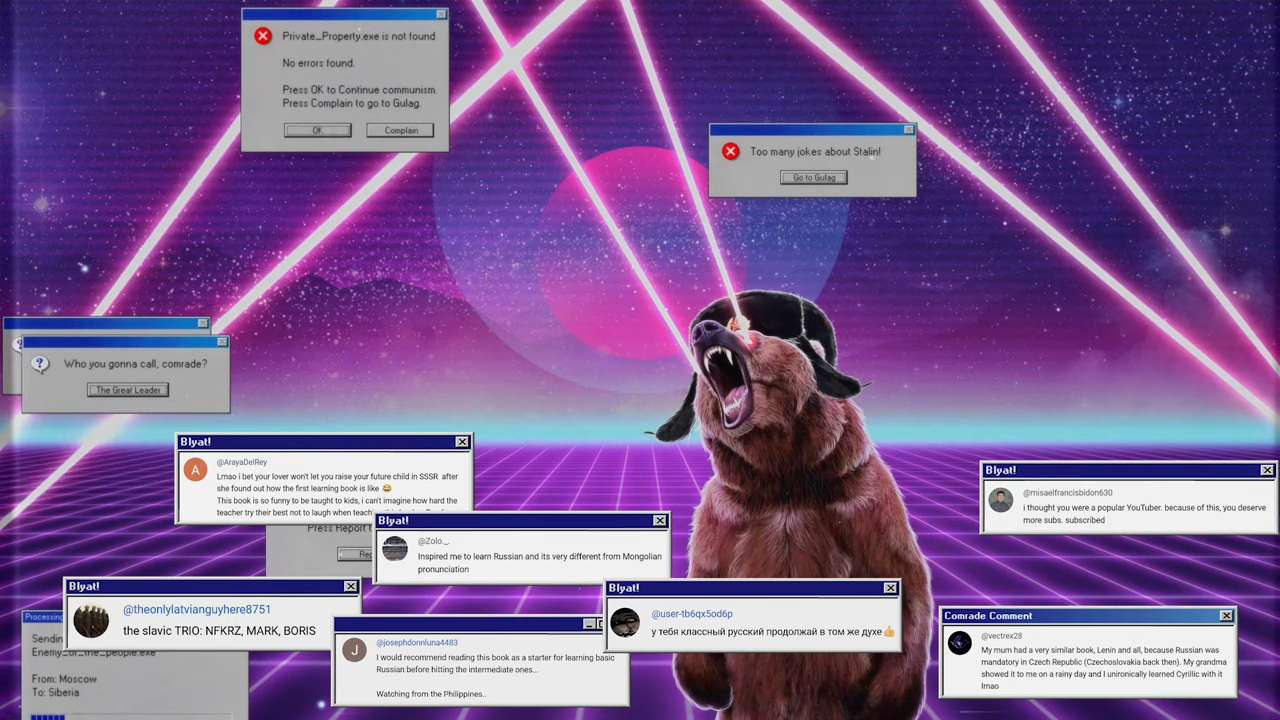 Private_Property.exe is not found
No errors found.
Press OK to Continue communism.
Press Complain to go to Gulag.
OK
Complain
Too many jokes about Stalin!
Go to Gulag
Who you gonna call, comrade?
The Great Leader
Blyat!
@ArayaDelRey
Lmao i bet your lover won't let you raise your future child in SSSR after
she found out how the first learning book is like 😂
This book is so funny to be taught to kids, i can't imagine how hard the
teacher try their best not to laugh when
Blyat!
@misaelfrancisbidon630
i thought you were a popular YouTuber. because of this, you deserve
more subs. subscribed
Blyat!
@Zolo._.
Inspired me to learn Russian and its very different from Mongolian
pronunciation
Press Report
Blyat!
@theonlylatvianguyhere8751
the slavic TRIO: NFKRZ, MARK, BORIS
Blyat!
@user-tb6qx5od6p
у тебя классный русский продолжай в том же духе👍
@josephdonnluna4483
I would recommend reading this book as a starter for learning basic
Russian before hitting the intermediate ones...
Watching from the Philippines..
Comrade Comment
@vectrex28
My mum had a very similar book, Lenin and all, because Russian was
mandatory in Czech Republic (Czechoslovakia back then). My grandma
showed it to me on a rainy day and I unironically learned Cyrillic with it
lmao
Processing
Enemy_of_the_people.exe
From: Moscow
To: Siberia